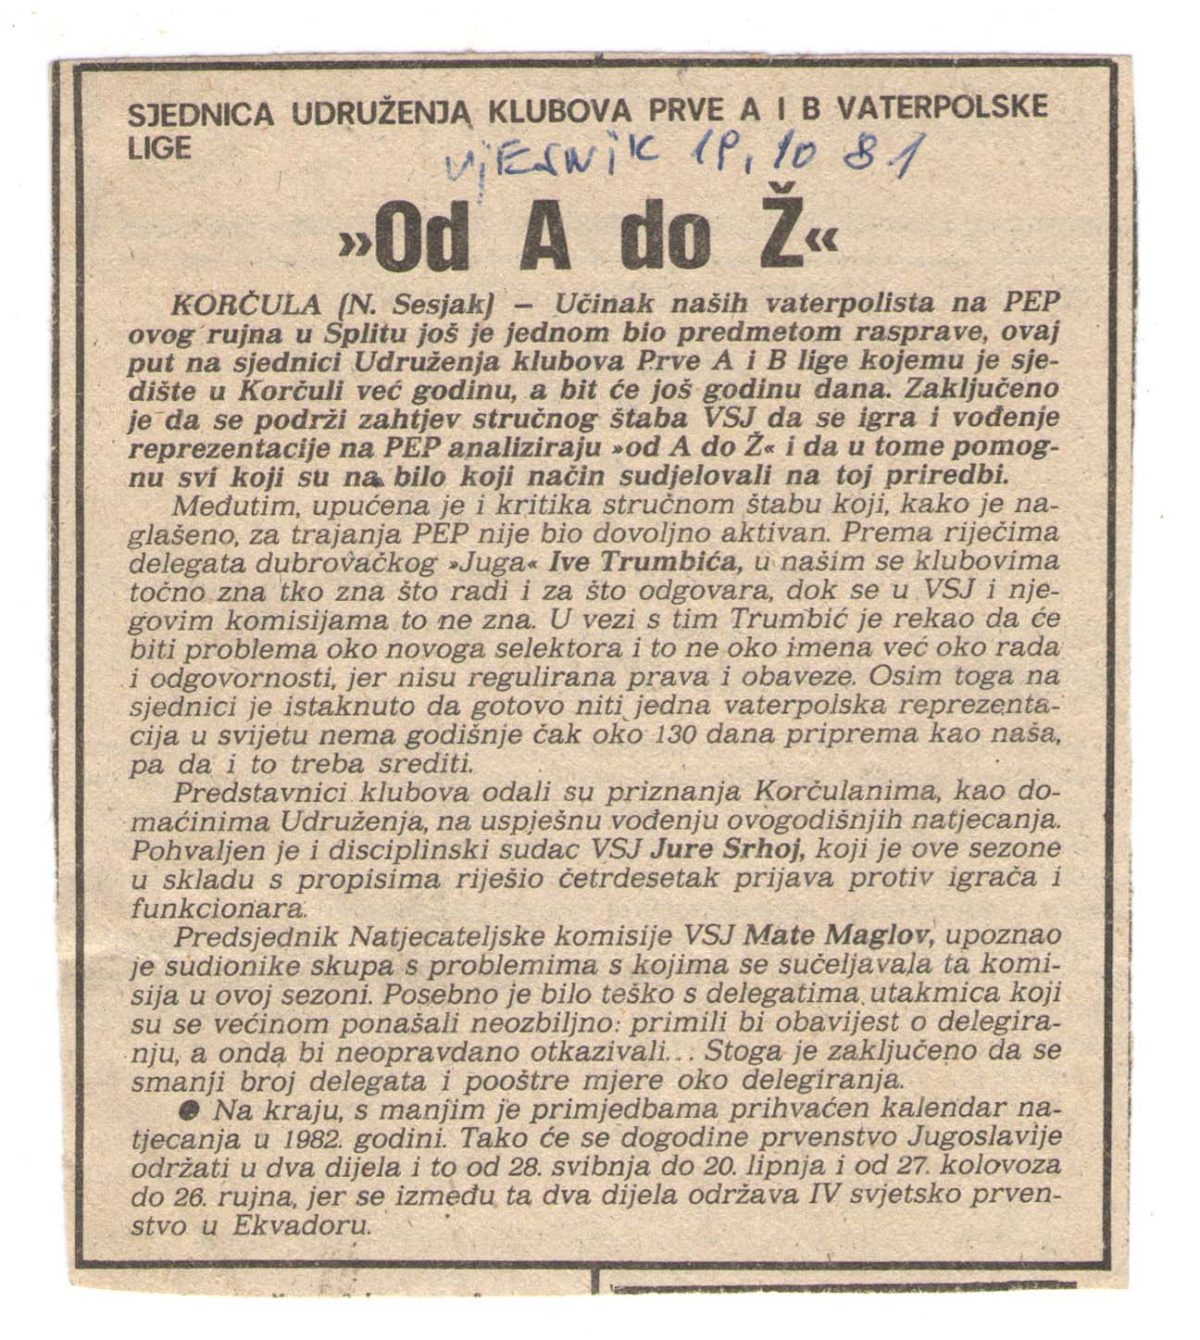 SJEDNICA UDRUŽENJA KLUBOVA PRVE A I B VATERPOLSKE
LIGE
vjEsNiK 19. 10 81
»Od A do Ž«
KORČULA (N. Sesjak) — Učinak naših vaterpolista na PEP
ovog rujna u Splitu još je jednom bio predmetom rasprave, ovaj
put na sjednici Udruženja klubova Prve A i B lige kojemu je sje-
dište u Korčuli već godinu, a bit će još godinu dana. Zaključeno
je da se podrži zahtjev stručnog štaba VSJ da se igra i vođenje
reprezentacije na PEP analiziraju »od A do Ž« i da u tome pomog-
nu svi koji su na bilo koji način sudjelovali na toj priredbi.
Međutim, upućena je i kritika stručnom štabu koji, kako je na-
glašeno, za trajanja PEP nije bio dovoljno aktivan. Prema riječima
delegata dubrovačkog »Juga« Ive Trumbića, u našim se klubovima
točno zna tko zna što radi i za što odgovara, dok se u VSJ i nje-
govim komisijama to ne zna. U vezi s tim Trumbić je rekao da će
biti problema oko novoga selektora i to ne oko imena već oko rada
i odgovornosti, jer nisu regulirana prava i obaveze. Osim toga na
sjednici je istaknuto da gotovo niti jedna vaterpolska reprezenta-
cija u svijetu nema godišnje čak oko 130 dana priprema kao naša,
pa da i to treba srediti.
Predstavnici klubova odali su priznanja Korčulanima, kao do-
maćinima Udruženja, na uspješnu vođenju ovogodišnjih natjecanja.
Pohvaljen je i disciplinski sudac VSJ Jure Srhoj, koji je ove sezone
u skladu s propisima riješio četrdesetak prijava protiv igrača i
funkcionara.
Predsjednik Natjecateljske komisije VSJ Mate Maglov, upoznao
je sudionike skupa s problemima s kojima se sučeljavala ta komi-
sija u ovoj sezoni. Posebno je bilo teško s delegatima utakmica koji
su se većinom ponašali neozbiljno: primili bi obavijest o delegira-
nju, a onda bi neopravdano otkazivali... Stoga je zaključeno da se
smanji broj delegata i pooštre mjere oko delegiranja.
● Na kraju, s manjim je primjedbama prihvaćen kalendar na-
tjecanja u 1982. godini. Tako će se dogodine prvenstvo Jugoslavije
održati u dva dijela i to od 28. svibnja do 20. lipnja i od 27. kolovoza
do 26. rujna, jer se između ta dva dijela održava IV svjetsko prven-
stvo u Ekvadoru.